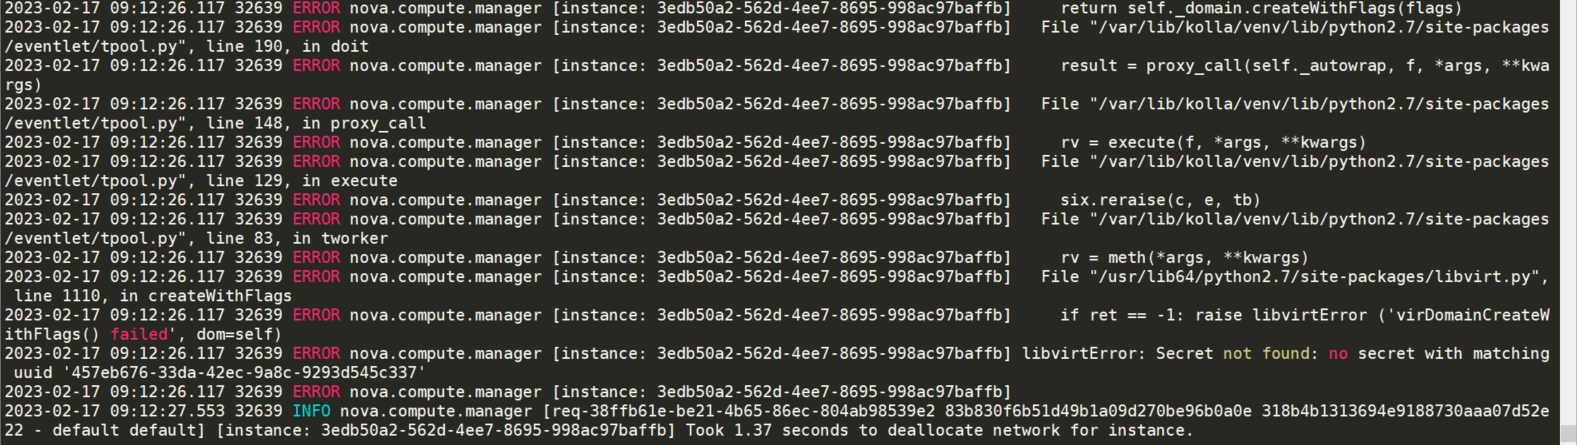 2023-02-17 09:12:26.117 32639 ERROR nova.compute.manager [instance: 3edb50a2-562d-4ee7-8695-998ac97baffb]     return self._domain.createWithFlags(flags)
2023-02-17 09:12:26.117 32639 ERROR nova.compute.manager [instance: 3edb50a2-562d-4ee7-8695-998ac97baffb]   File "/var/lib/kolla/venv/lib/python2.7/site-packages
/eventlet/tpool.py", line 190, in doit
2023-02-17 09:12:26.117 32639 ERROR nova.compute.manager [instance: 3edb50a2-562d-4ee7-8695-998ac97baffb]     result = proxy_call(self._autowrap, f, *args, **kwa
rgs)
2023-02-17 09:12:26.117 32639 ERROR nova.compute.manager [instance: 3edb50a2-562d-4ee7-8695-998ac97baffb]   File "/var/lib/kolla/venv/lib/python2.7/site-packages
/eventlet/tpool.py", line 148, in proxy_call
2023-02-17 09:12:26.117 32639 ERROR nova.compute.manager [instance: 3edb50a2-562d-4ee7-8695-998ac97baffb]     rv = execute(f, *args, **kwargs)
2023-02-17 09:12:26.117 32639 ERROR nova.compute.manager [instance: 3edb50a2-562d-4ee7-8695-998ac97baffb]   File "/var/lib/kolla/venv/lib/python2.7/site-packages
/eventlet/tpool.py", line 129, in execute
2023-02-17 09:12:26.117 32639 ERROR nova.compute.manager [instance: 3edb50a2-562d-4ee7-8695-998ac97baffb]     six.reraise(c, e, tb)
2023-02-17 09:12:26.117 32639 ERROR nova.compute.manager [instance: 3edb50a2-562d-4ee7-8695-998ac97baffb]   File "/var/lib/kolla/venv/lib/python2.7/site-packages
/eventlet/tpool.py", line 83, in tworker
2023-02-17 09:12:26.117 32639 ERROR nova.compute.manager [instance: 3edb50a2-562d-4ee7-8695-998ac97baffb]     rv = meth(*args, **kwargs)
2023-02-17 09:12:26.117 32639 ERROR nova.compute.manager [instance: 3edb50a2-562d-4ee7-8695-998ac97baffb]   File "/usr/lib64/python2.7/site-packages/libvirt.py",
 line 1110, in createWithFlags
2023-02-17 09:12:26.117 32639 ERROR nova.compute.manager [instance: 3edb50a2-562d-4ee7-8695-998ac97baffb]     if ret == -1: raise libvirtError ('virDomainCreateW
ithFlags() failed', dom=self)
2023-02-17 09:12:26.117 32639 ERROR nova.compute.manager [instance: 3edb50a2-562d-4ee7-8695-998ac97baffb] libvirtError: Secret not found: no secret with matching
 uuid '457eb676-33da-42ec-9a8c-9293d545c337'
2023-02-17 09:12:26.117 32639 ERROR nova.compute.manager [instance: 3edb50a2-562d-4ee7-8695-998ac97baffb]
2023-02-17 09:12:27.553 32639 INFO nova.compute.manager [req-38ffb61e-be21-4b65-86ec-804ab98539e2 83b830f6b51d49b1a09d270be96b0a0e 318b4b1313694e9188730aaa07d52e
22 - default default] [instance: 3edb50a2-562d-4ee7-8695-998ac97baffb] Took 1.37 seconds to deallocate network for instance.